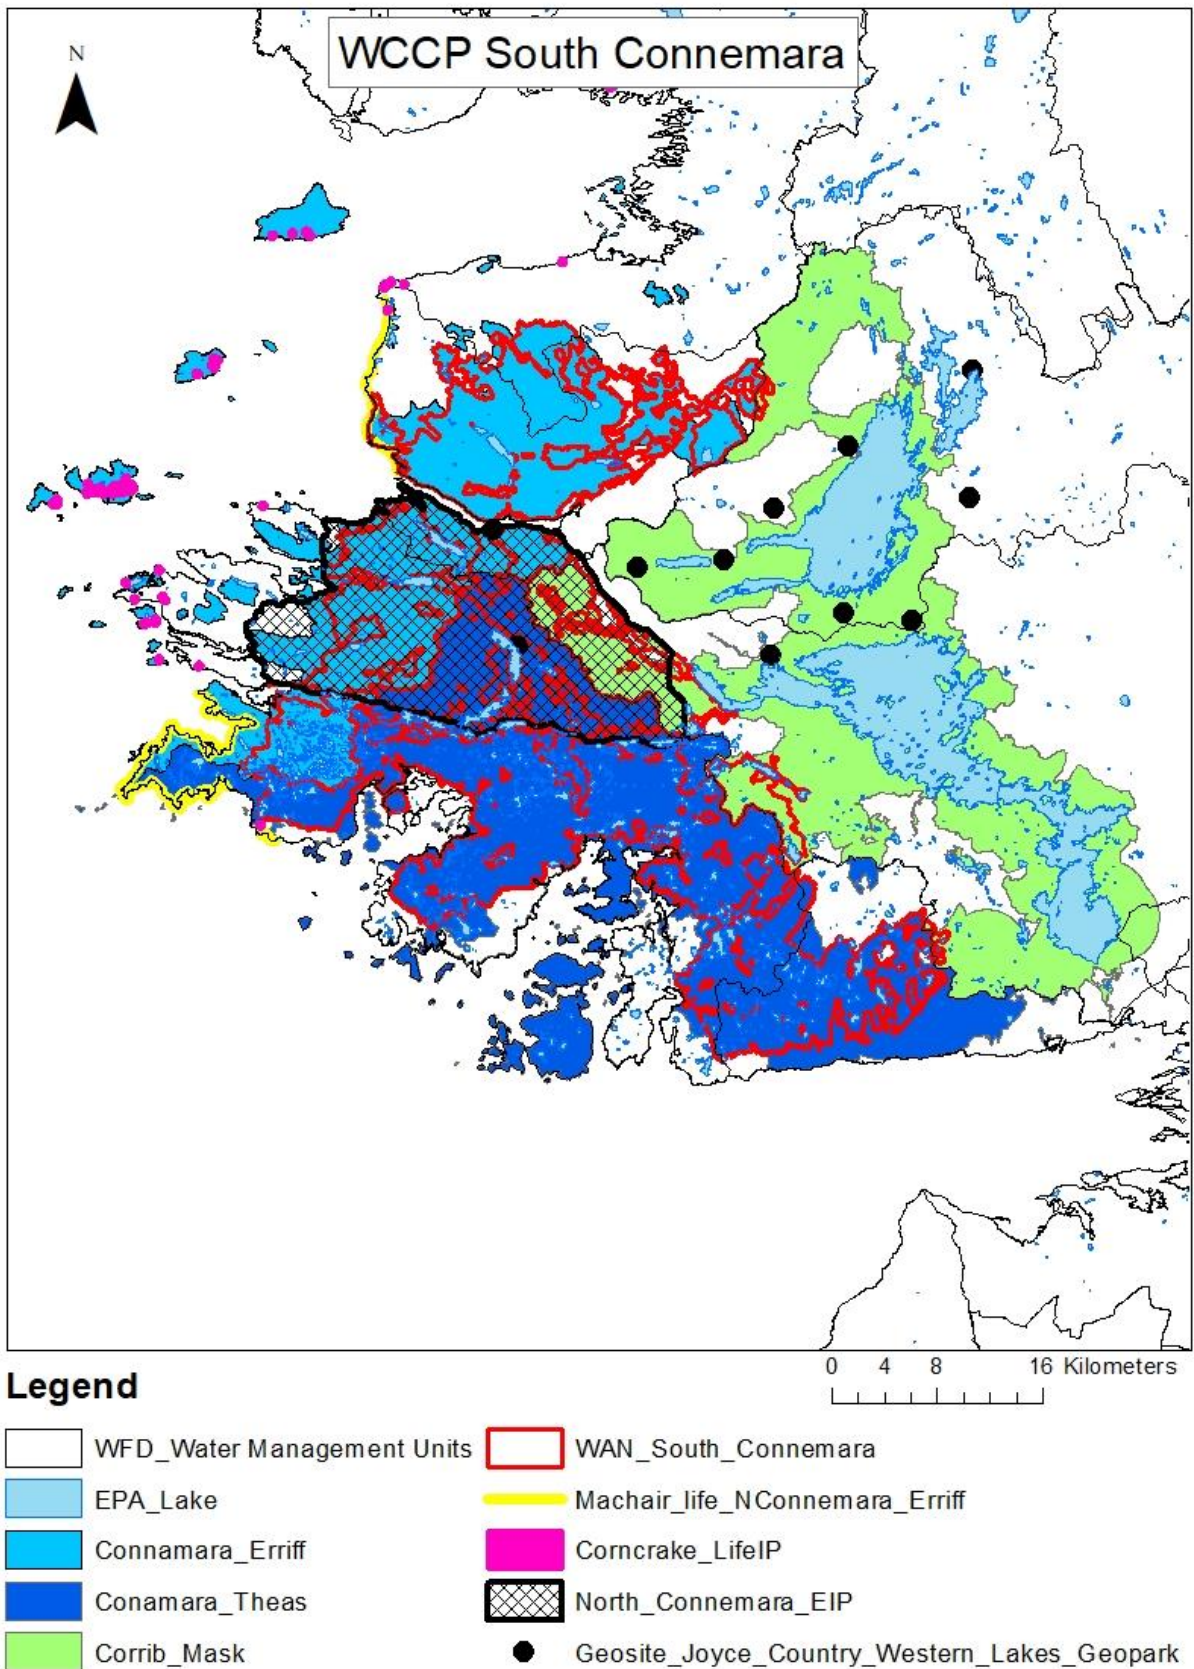 WCCP South Connemara
N
0 4 8 16 Kilometers
Legend
WFD_Water Management Units
WAN_South_Connemara
EPA_Lake
Machair_life_NConnemara_Erriff
Connamara_Erriff
Corncrake_LifeIP
Conamara_Theas
North_Connemara_EIP
Corrib_Mask
Geosite_Joyce_Country_Western_Lakes_Geopark